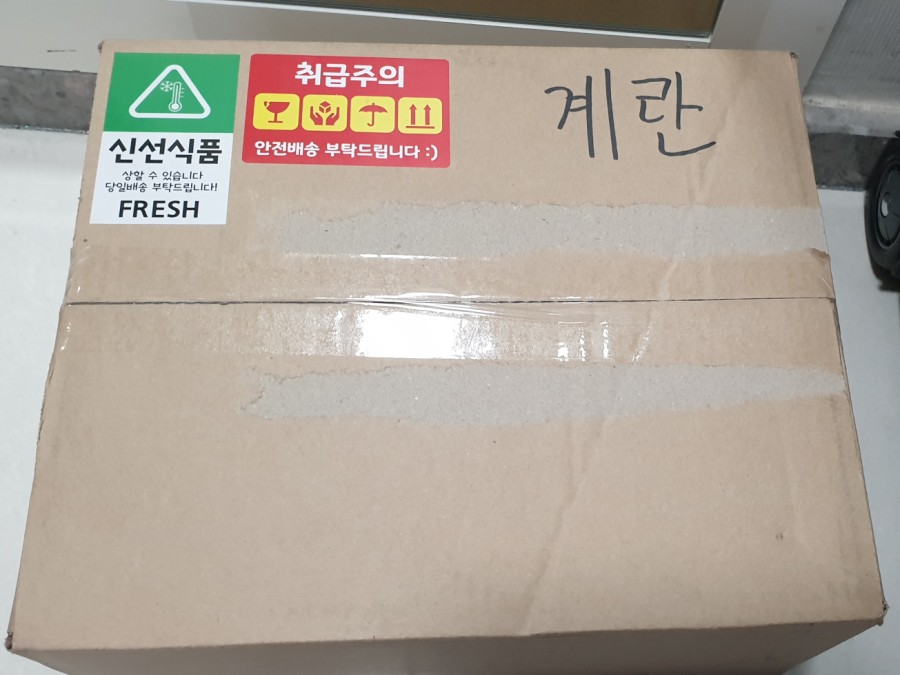 신선식품
상할 수 있습니다
당일배송 부탁드립니다!
FRESH
취급주의
안전배송 부탁드립니다 :)
계란